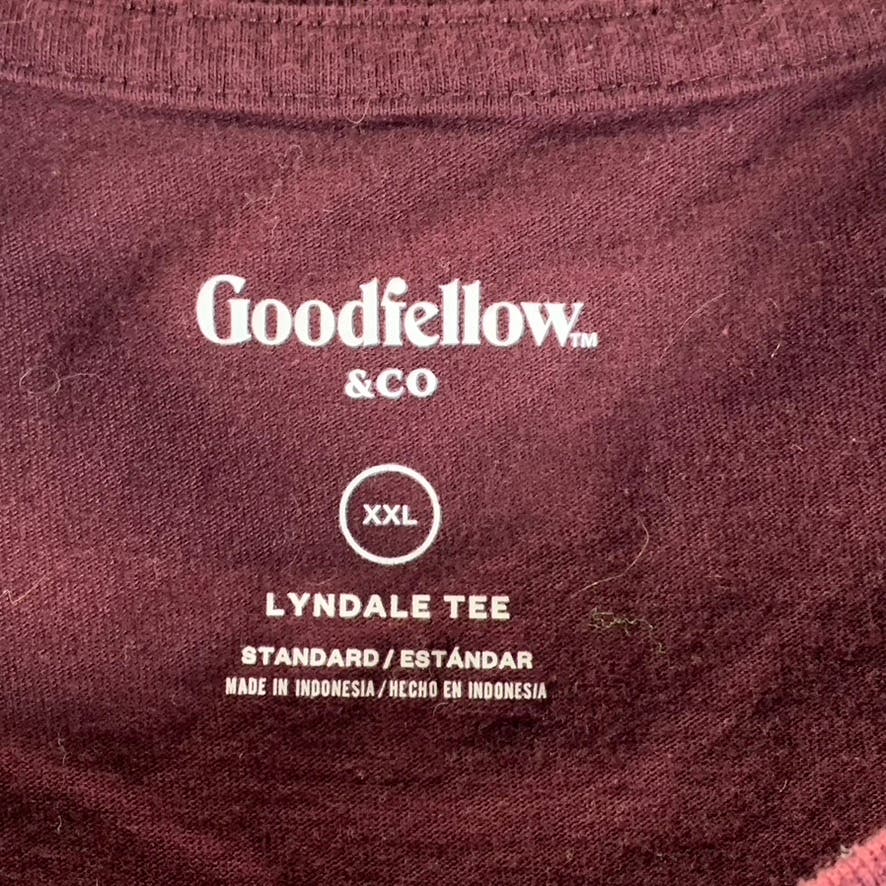 Goodfellow™
&CO
XXL
LYNDALE TEE
STANDARD/ESTÁNDAR
MADE IN INDONESIA/HECHO EN INDONESIA